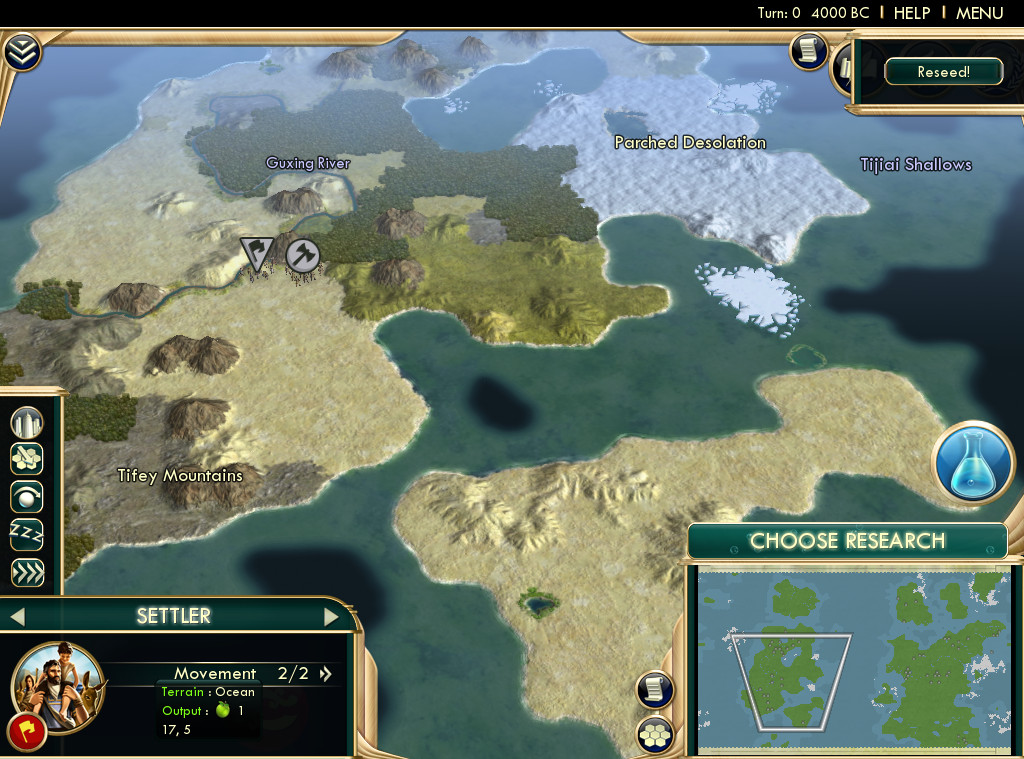 Turn: 0 4000 BC | HELP | MENU
Reseed!
Parched Desolation
Guxing River
Tijiai Shallows
Tifey Mountains
CHOOSE RESEARCH
SETTLER
Movement 2/2
Terrain : Ocean
Output : 1
17, 5
ZZZ